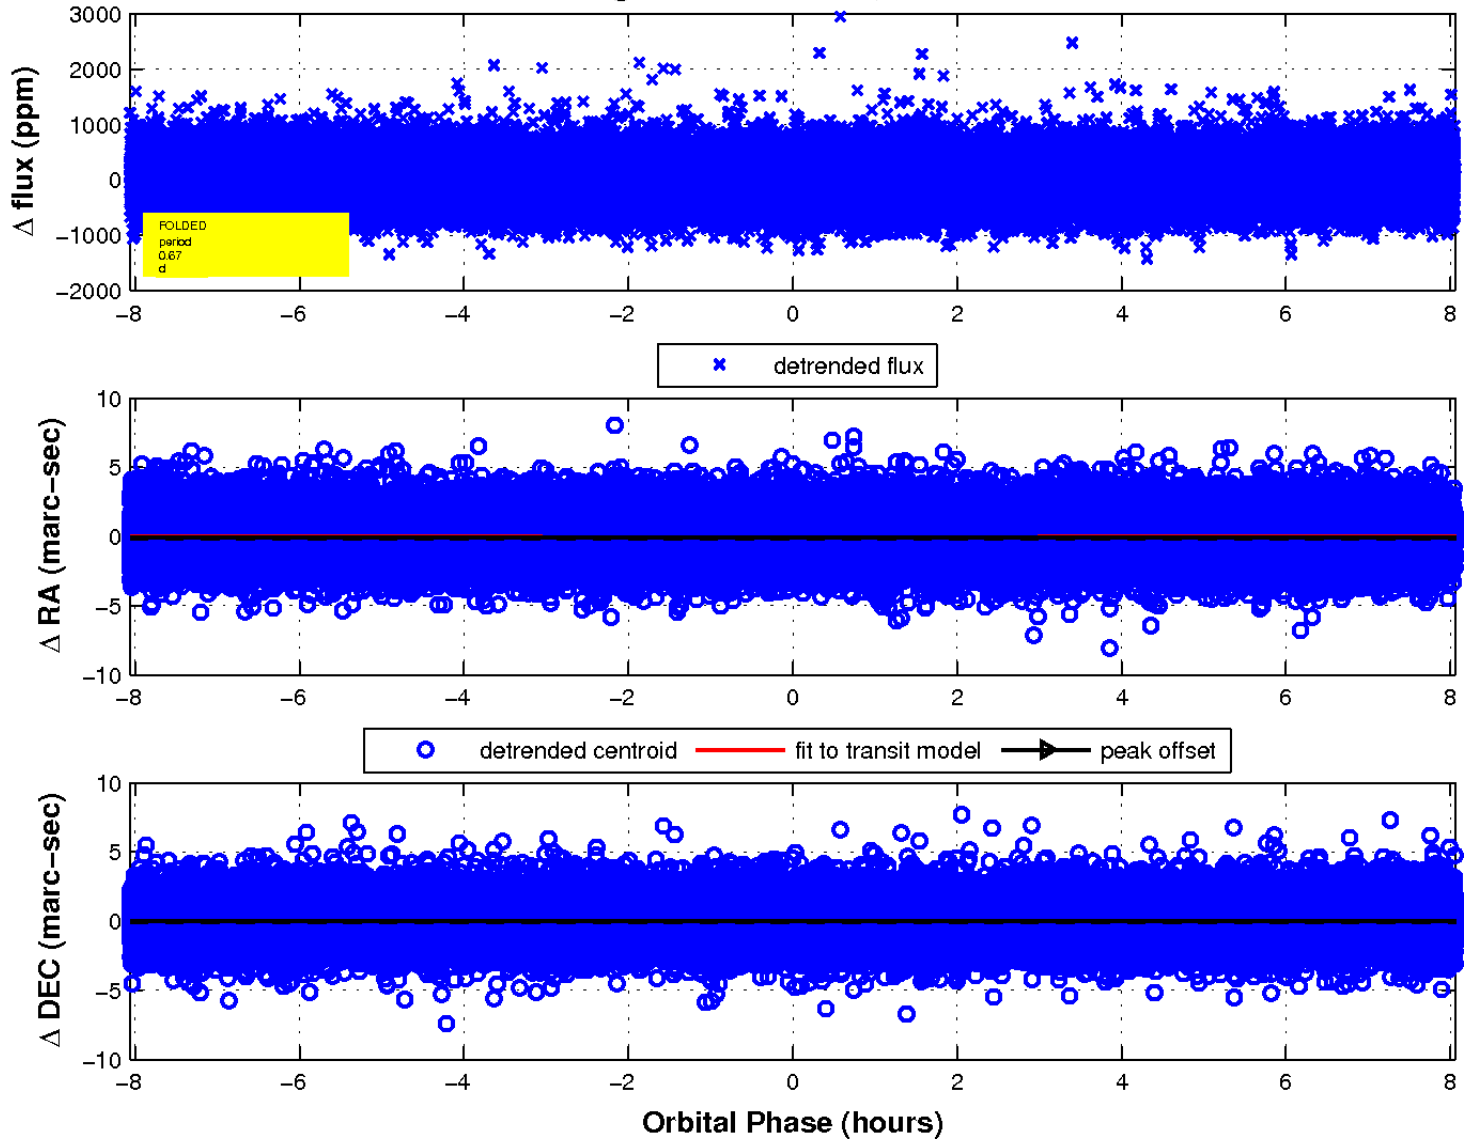 3000
2000
1000
0
−1000
−2000
Δ flux (ppm)
FOLDED
period
0.67
d
−8 −6 −4 −2 0 2 4 6 8
detrended flux
10
5
0
−5
−10
Δ RA (marc−sec)
−8 −6 −4 −2 0 2 4 6 8
detrended centroid fit to transit model peak offset
10
5
0
−5
−10
Δ DEC (marc−sec)
−8 −6 −4 −2 0 2 4 6 8
Orbital Phase (hours)